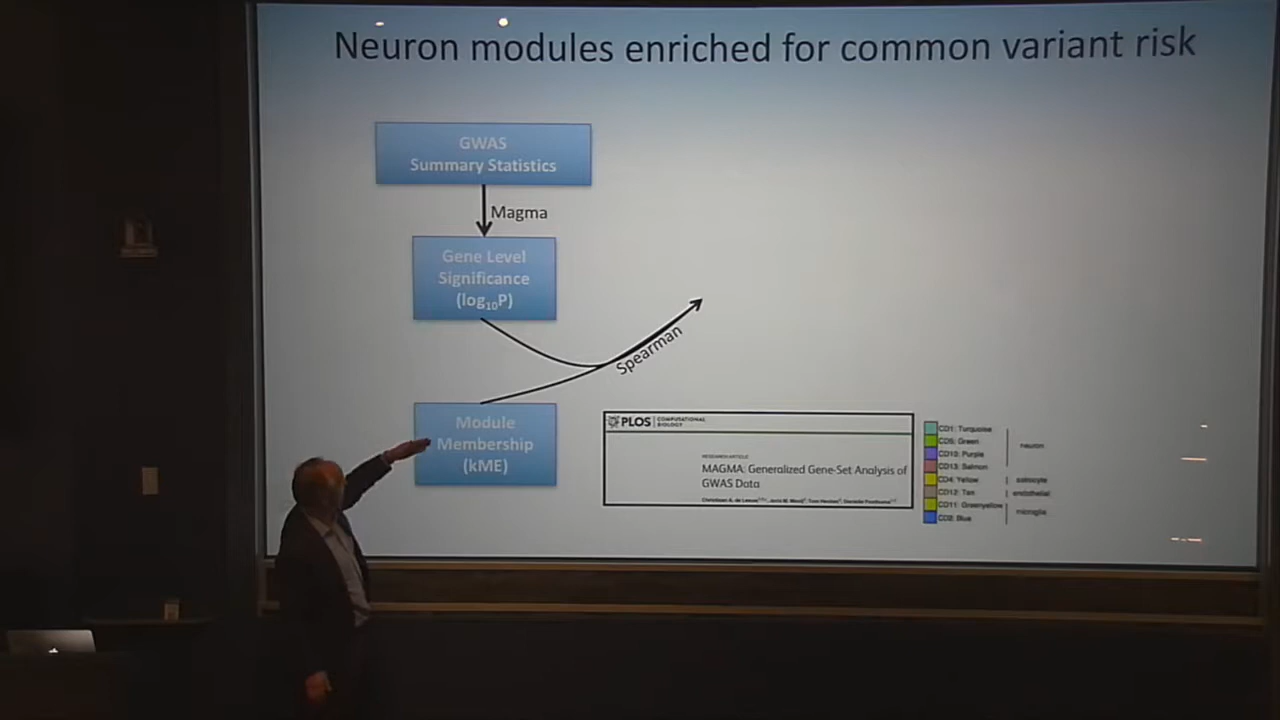 Neuron modules enriched for common variant risk
GWAS
Summary Statistics
Magma
Gene Level
Significance
(log₁₀P)
Spearman
Module
Membership
(kME)
PLOS COMPUTATIONAL
BIOLOGY
RESEARCH ARTICLE
MAGMA: Generalized Gene-Set Analysis of
GWAS Data
CD1: Turquoise
CD5: Green
CD10: Purple
CD13: Salmon
neuron
CD4: Yellow
astrocyte
CD12: Tan
endothelial
CD11: Greenyellow
CD2: Blue
microglia